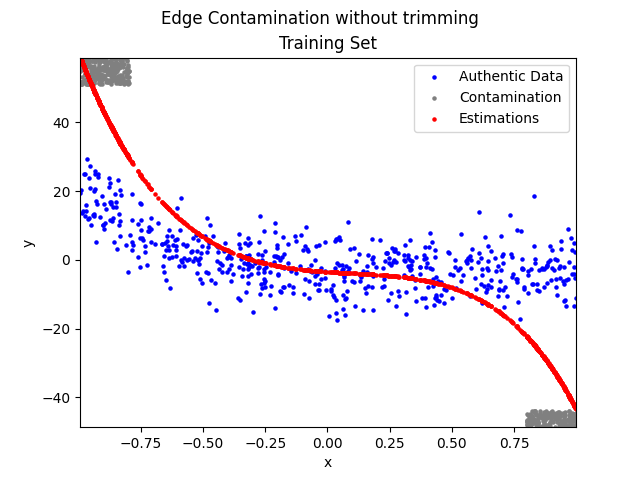 Edge Contamination without trimming
Training Set
Authentic Data
Contamination
Estimations
y
40
20
0
−20
−40
−0.75 −0.50 −0.25 0.00 0.25 0.50 0.75
x